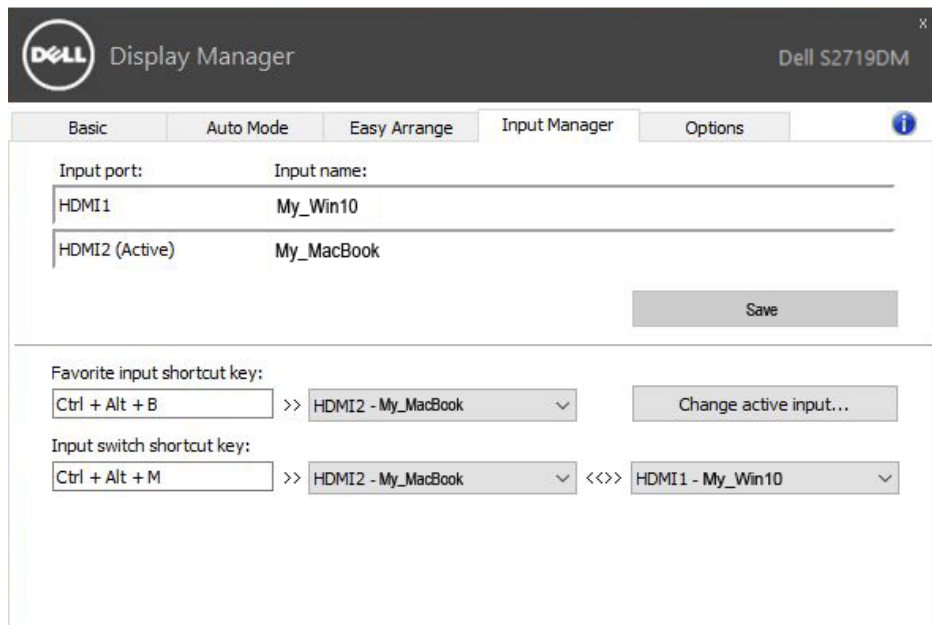 x
DELL Display Manager Dell S2719DM
Basic Auto Mode Easy Arrange Input Manager Options i
Input port: Input name:
HDMI1 My_Win10
HDMI2 (Active) My_MacBook
Save
Favorite input shortcut key:
Ctrl + Alt + B >> HDMI2 - My_MacBook Change active input...
Input switch shortcut key:
Ctrl + Alt + M >> HDMI2 - My_MacBook <<>> HDMI1 - My_Win10